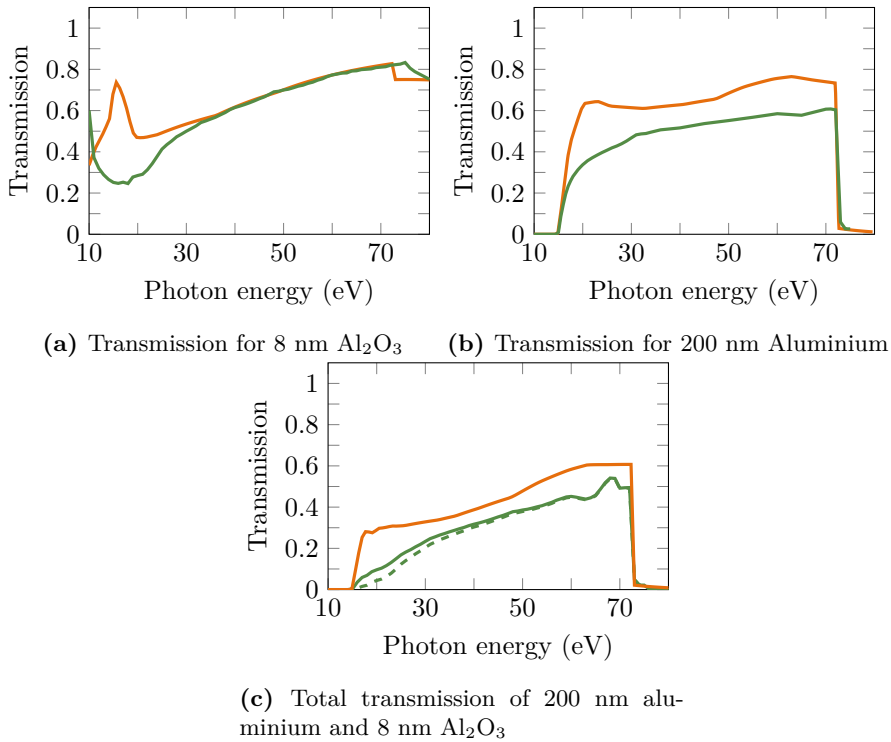 1
0.8
0.6
0.4
0.2
0
Transmission
10 30 50 70
Photon energy (eV)
(a) Transmission for 8 nm Al₂O₃
1
0.8
0.6
0.4
0.2
0
Transmission
10 30 50 70
Photon energy (eV)
(b) Transmission for 200 nm Aluminium
1
0.8
0.6
0.4
0.2
0
Transmission
10 30 50 70
Photon energy (eV)
(c) Total transmission of 200 nm alu-
minium and 8 nm Al₂O₃